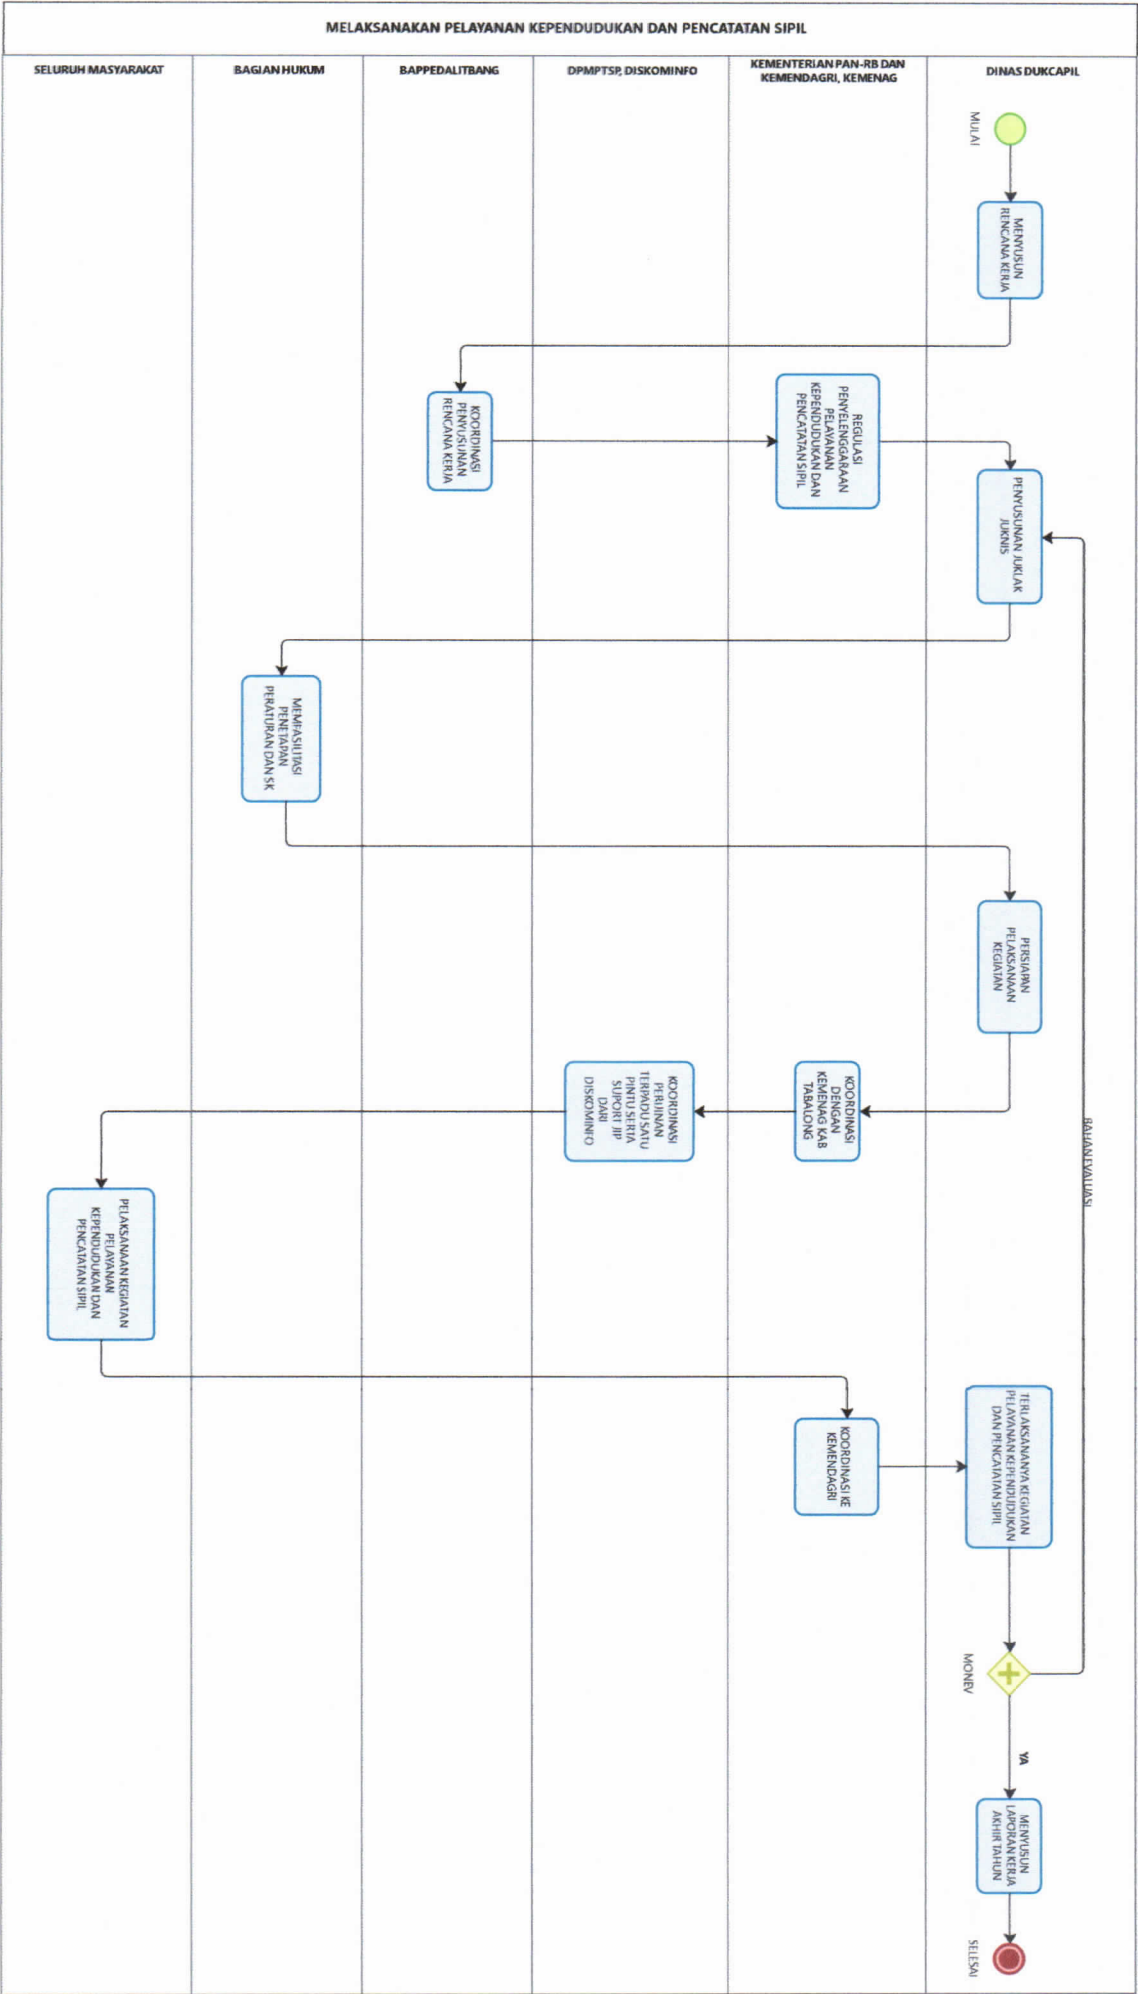 MELAKSANAKAN PELAYANAN KEPENDUDUKAN DAN PENCATATAN SIPIL
SELURUH MASYARAKAT
BAGIAN HUKUM
BAPPEDALITBANG
DPMPTSP, DISKOMINFO
KEMENTERIAN PAN-RB DAN
KEMENDAGRI, KEMENAG
DINAS DUKCAPIL
MULAI
MENYUSUN
RENCANA KERJA
KOORDINASI
PENYUSUNAN
RENCANA KERJA
REGULASI
PENYELENGGARAAN
PELAYANAN
KEPENDUDUKAN DAN
PENCATATAN SIPIL
PENYUSUNAN JUKLAK
JUKNIS
MEMFASILITASI
PENETAPAN
PERATURAN DAN SK
PERSIAPAN
PELAKSANAAN
KEGIATAN
KOORDINASI
DENGAN
KEMENAG KAB
TABALONG
KOORDINASI
PERIJINAN
TERPADU SATU
PINTU SERTA
SUPORT JIP
DARI
DISKOMINFO
PELAKSANAAN KEGIATAN
PELAYANAN
KEPENDUDUKAN DAN
PENCATATAN SIPIL
KOORDINASI KE
KEMENDAGRI
TERLAKSANANYA KEGIATAN
PELAYANAN KEPENDUDUKAN
DAN PENCATATAN SIPIL
MONEV
BAHAN EVALUASI
YA
MENYUSUN
LAPORAN KERJA
AKHIR TAHUN
SELESAI